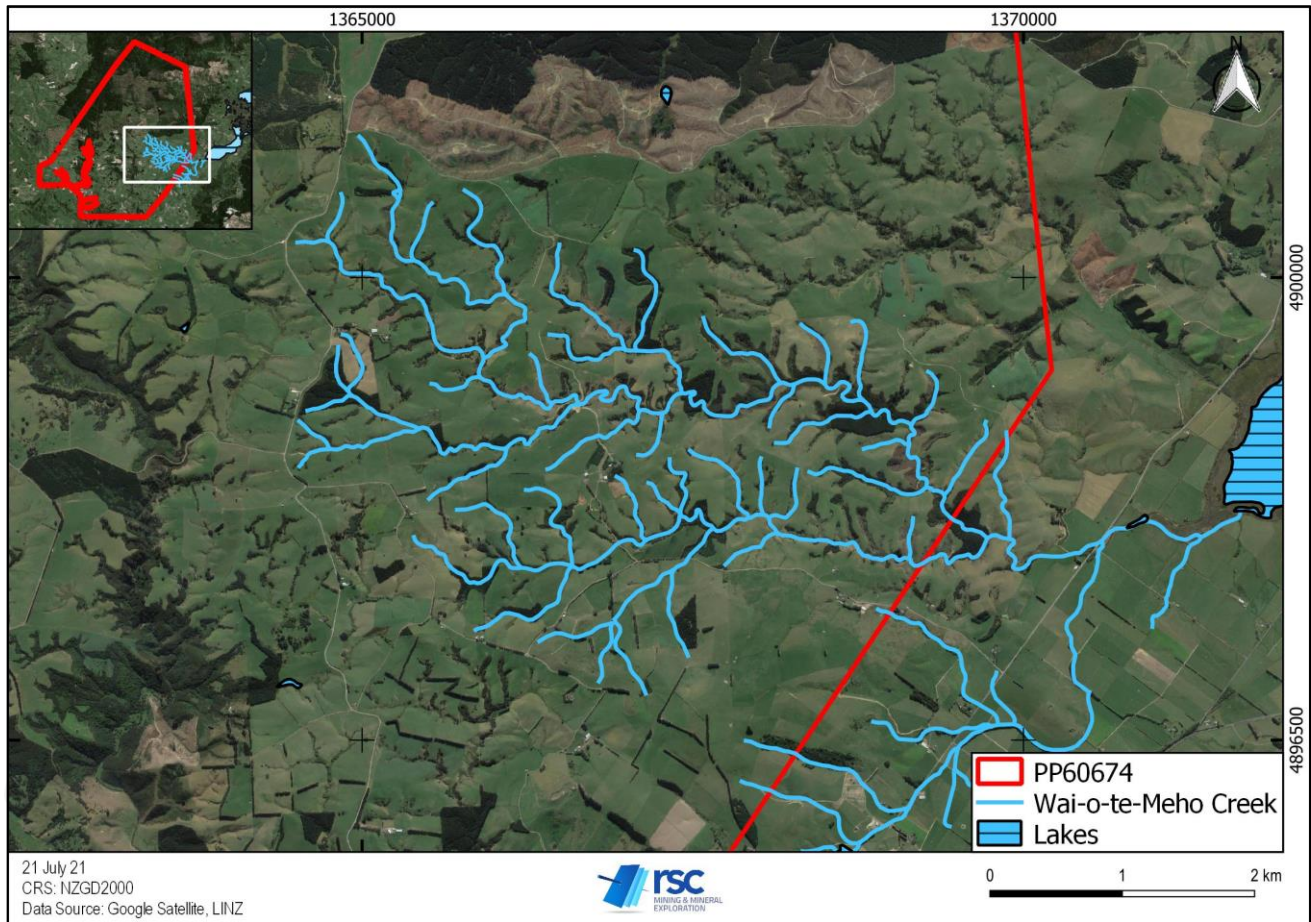 1365000
1370000
N
4900000
4896500
PP60674
Wai-o-te-Meho Creek
Lakes
21 July 21
CRS: NZGD2000
Data Source: Google Satellite, LINZ
rsc
MINING & MINERAL
EXPLORATION
0 1 2 km